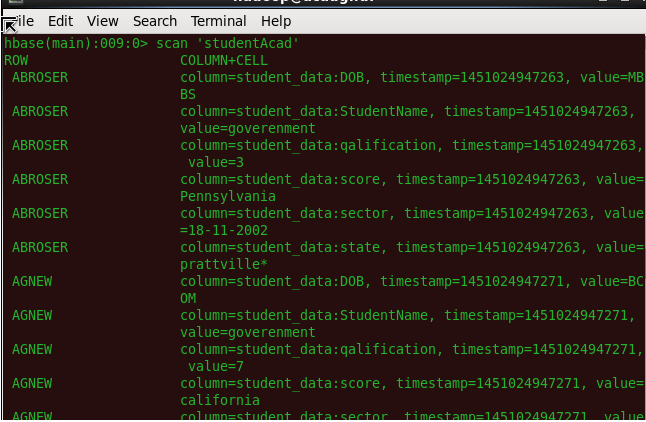 File Edit View Search Terminal Help
hbase(main):009:0> scan 'studentAcad'
ROW COLUMN+CELL
ABROSER column=student_data:DOB, timestamp=1451024947263, value=MB
BS
ABROSER column=student_data:StudentName, timestamp=1451024947263,
value=goverenment
ABROSER column=student_data:qalification, timestamp=1451024947263,
value=3
ABROSER column=student_data:score, timestamp=1451024947263, value=
Pennsylvania
ABROSER column=student_data:sector, timestamp=1451024947263, value
=18-11-2002
ABROSER column=student_data:state, timestamp=1451024947263, value=
prattville*
AGNEW column=student_data:DOB, timestamp=1451024947271, value=BC
OM
AGNEW column=student_data:StudentName, timestamp=1451024947271,
value=goverenment
AGNEW column=student_data:qalification, timestamp=1451024947271,
value=7
AGNEW column=student_data:score, timestamp=1451024947271, value=
california
AGNEW column=student_data:sector, timestamp=1451024947271, value